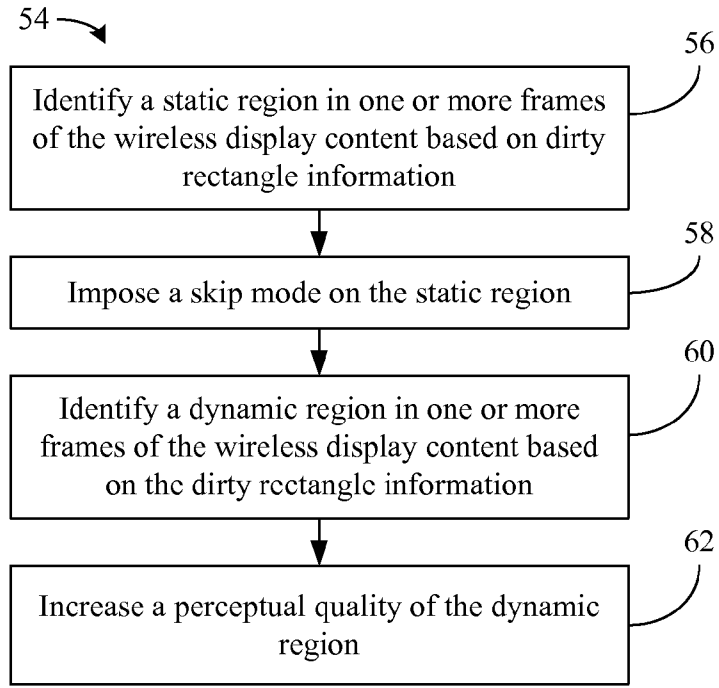 54
56
Identify a static region in one or more frames
of the wireless display content based on dirty
rectangle information
58
Impose a skip mode on the static region
60
Identify a dynamic region in one or more
frames of the wireless display content based
on the dirty rectangle information
62
Increase a perceptual quality of the dynamic
region